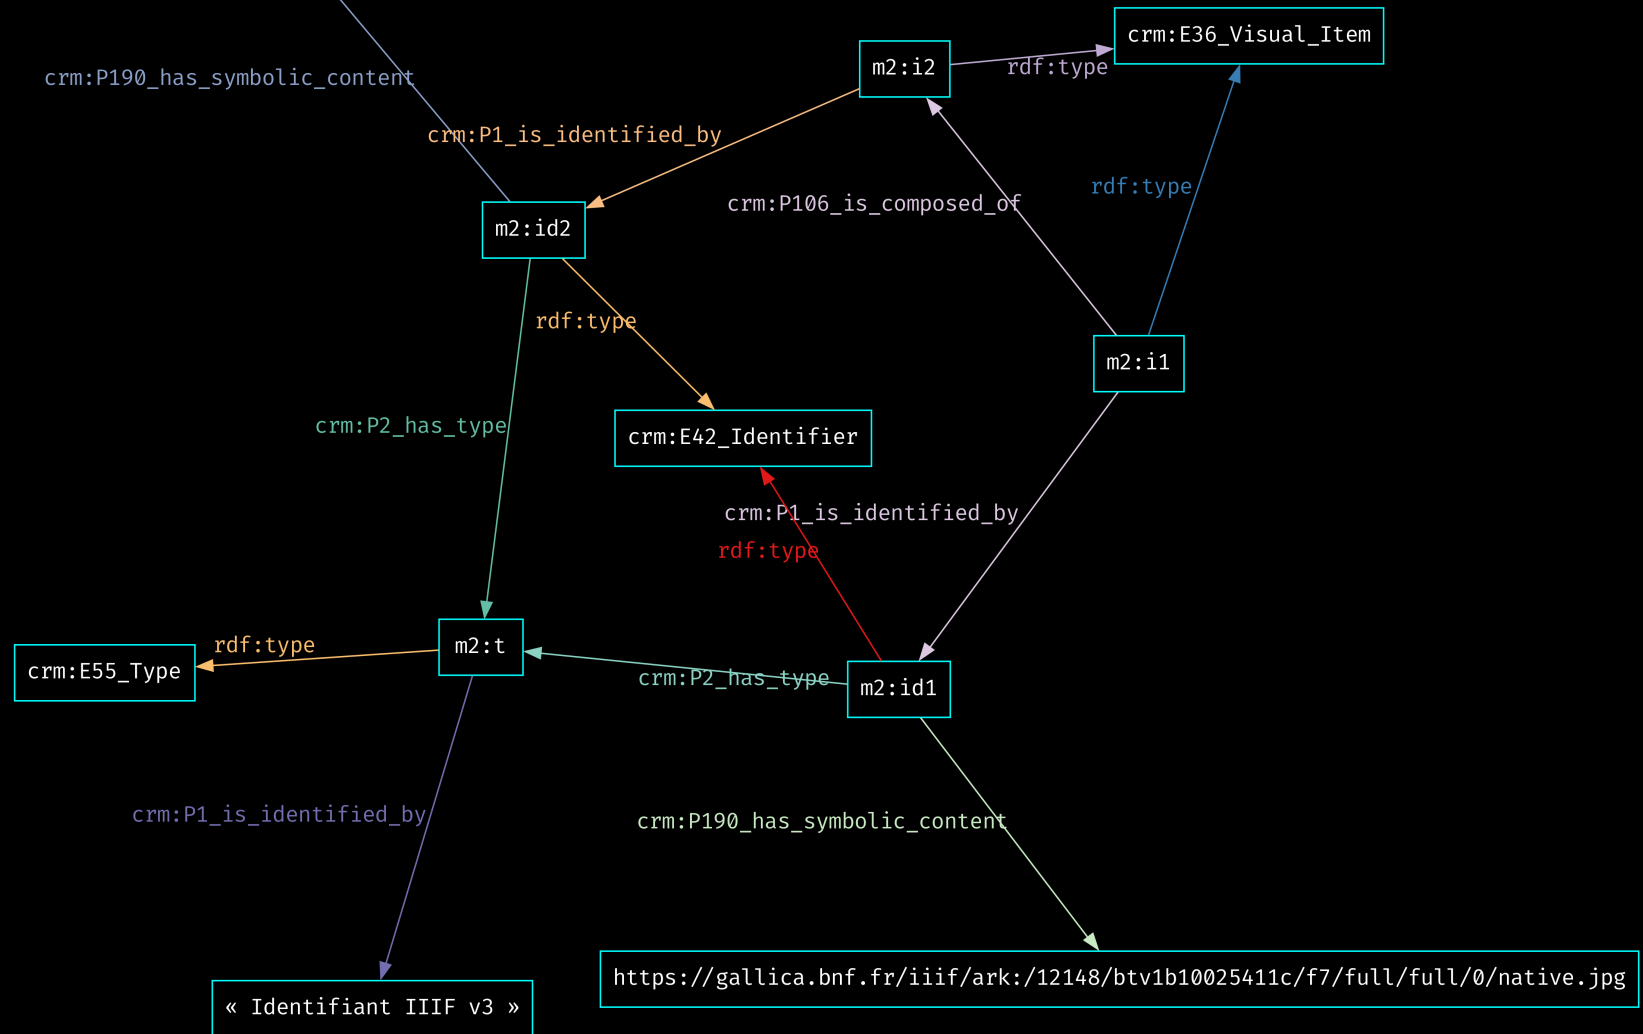 crm:E36_Visual_Item
m2:i2
rdf:type
crm:P190_has_symbolic_content
crm:P1_is_identified_by
rdf:type
crm:P106_is_composed_of
m2:id2
rdf:type
m2:i1
crm:P2_has_type
crm:E42_Identifier
crm:P1_is_identified_by
rdf:type
rdf:type
m2:t
crm:E55_Type
crm:P2_has_type
m2:id1
crm:P1_is_identified_by
crm:P190_has_symbolic_content
https://gallica.bnf.fr/iiif/ark:/12148/btv1b10025411c/f7/full/full/0/native.jpg
« Identifiant IIIF v3 »